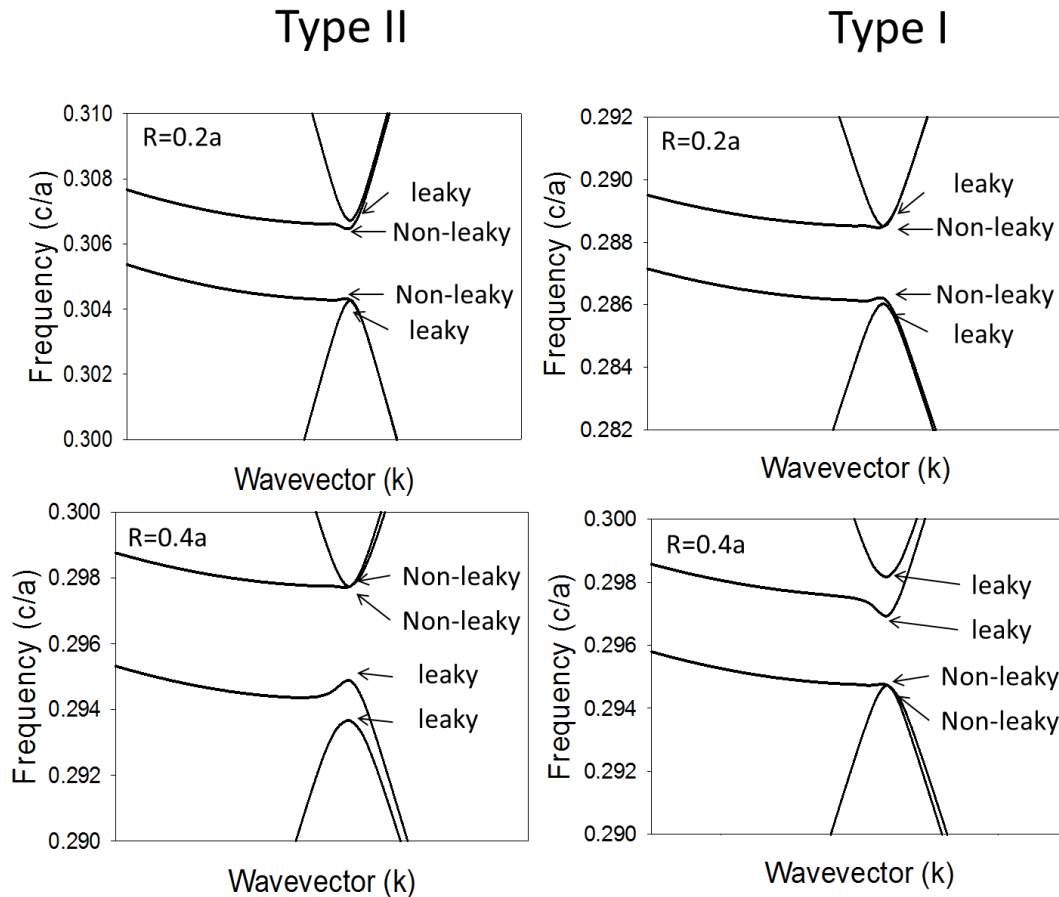 Type II
Type I
0.310
0.308
0.306
0.304
0.302
0.300
Frequency (c/a)
R=0.2a
leaky
Non-leaky
Non-leaky
leaky
Wavevector (k)
0.292
0.290
0.288
0.286
0.284
0.282
Frequency (c/a)
R=0.2a
leaky
Non-leaky
Non-leaky
leaky
Wavevector (k)
0.300
0.298
0.296
0.294
0.292
0.290
Frequency (c/a)
R=0.4a
Non-leaky
Non-leaky
leaky
leaky
Wavevector (k)
0.300
0.298
0.296
0.294
0.292
0.290
Frequency (c/a)
R=0.4a
leaky
leaky
Non-leaky
Non-leaky
Wavevector (k)